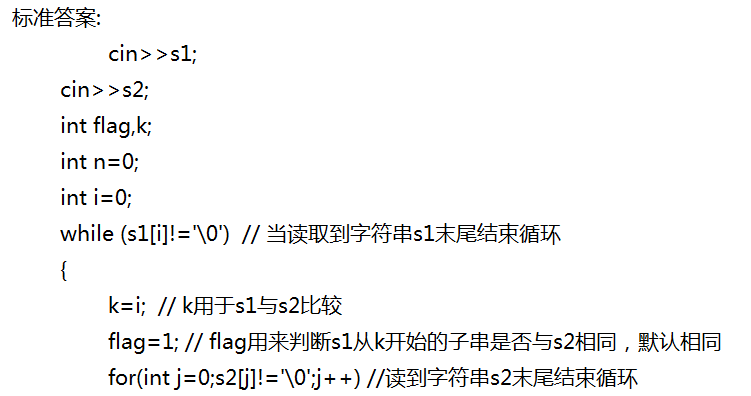 标准答案:
cin>>s1;
cin>>s2;
int flag,k;
int n=0;
int i=0;
while (s1[i]!='\0')  // 当读取到字符串s1末尾结束循环
{
k=i;  // k用于s1与s2比较
flag=1; // flag用来判断s1从k开始的子串是否与s2相同，默认相同
for(int j=0;s2[j]!='\0';j++) //读到字符串s2末尾结束循环